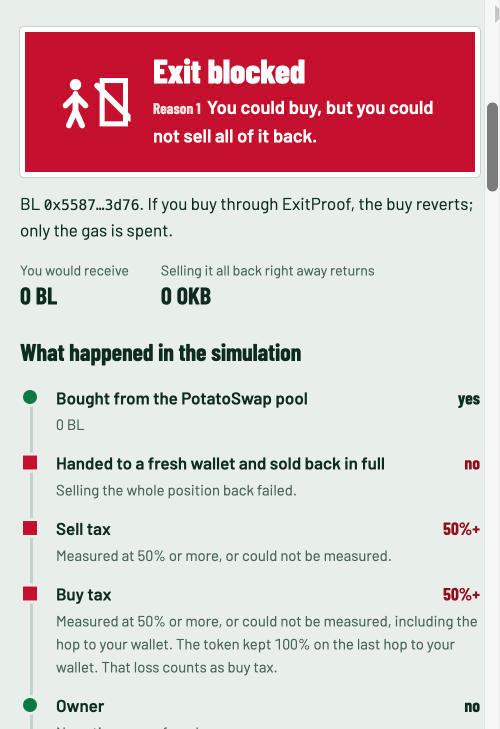 Exit blocked
Reason 1 You could buy, but you could
not sell all of it back.
BL 0x5587…3d76. If you buy through ExitProof, the buy reverts;
only the gas is spent.
You would receive
0 BL
Selling it all back right away returns
0 OKB
What happened in the simulation
Bought from the PotatoSwap pool yes
0 BL
Handed to a fresh wallet and sold back in full no
Selling the whole position back failed.
Sell tax 50%+
Measured at 50% or more, or could not be measured.
Buy tax 50%+
Measured at 50% or more, or could not be measured, including the
hop to your wallet. The token kept 100% on the last hop to your
wallet. That loss counts as buy tax.
Owner no